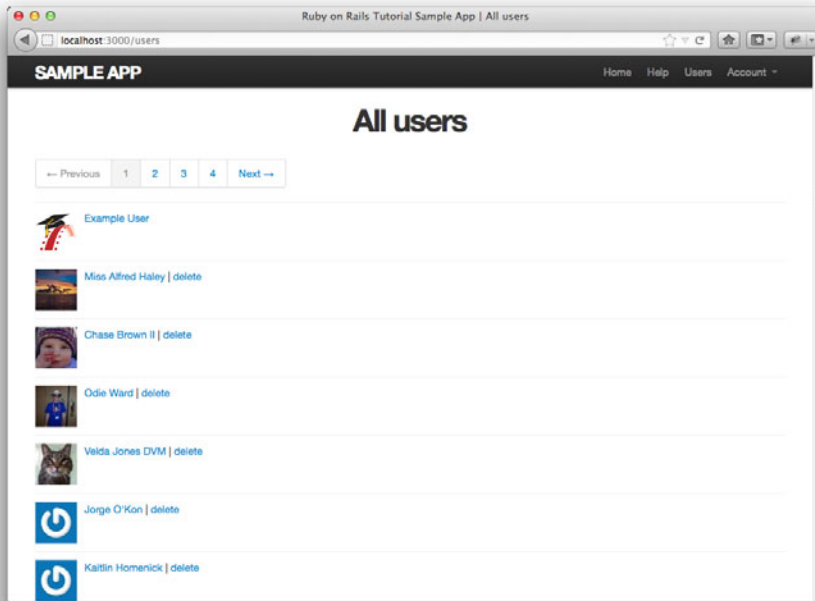 Ruby on Rails Tutorial Sample App | All users
localhost:3000/users
SAMPLE APP
Home Help Users Account
All users
← Previous 1 2 3 4 Next →
Example User
Miss Alfred Haley | delete
Chase Brown II | delete
Odie Ward | delete
Velda Jones DVM | delete
Jorge O'Kon | delete
Kaitlin Homenick | delete